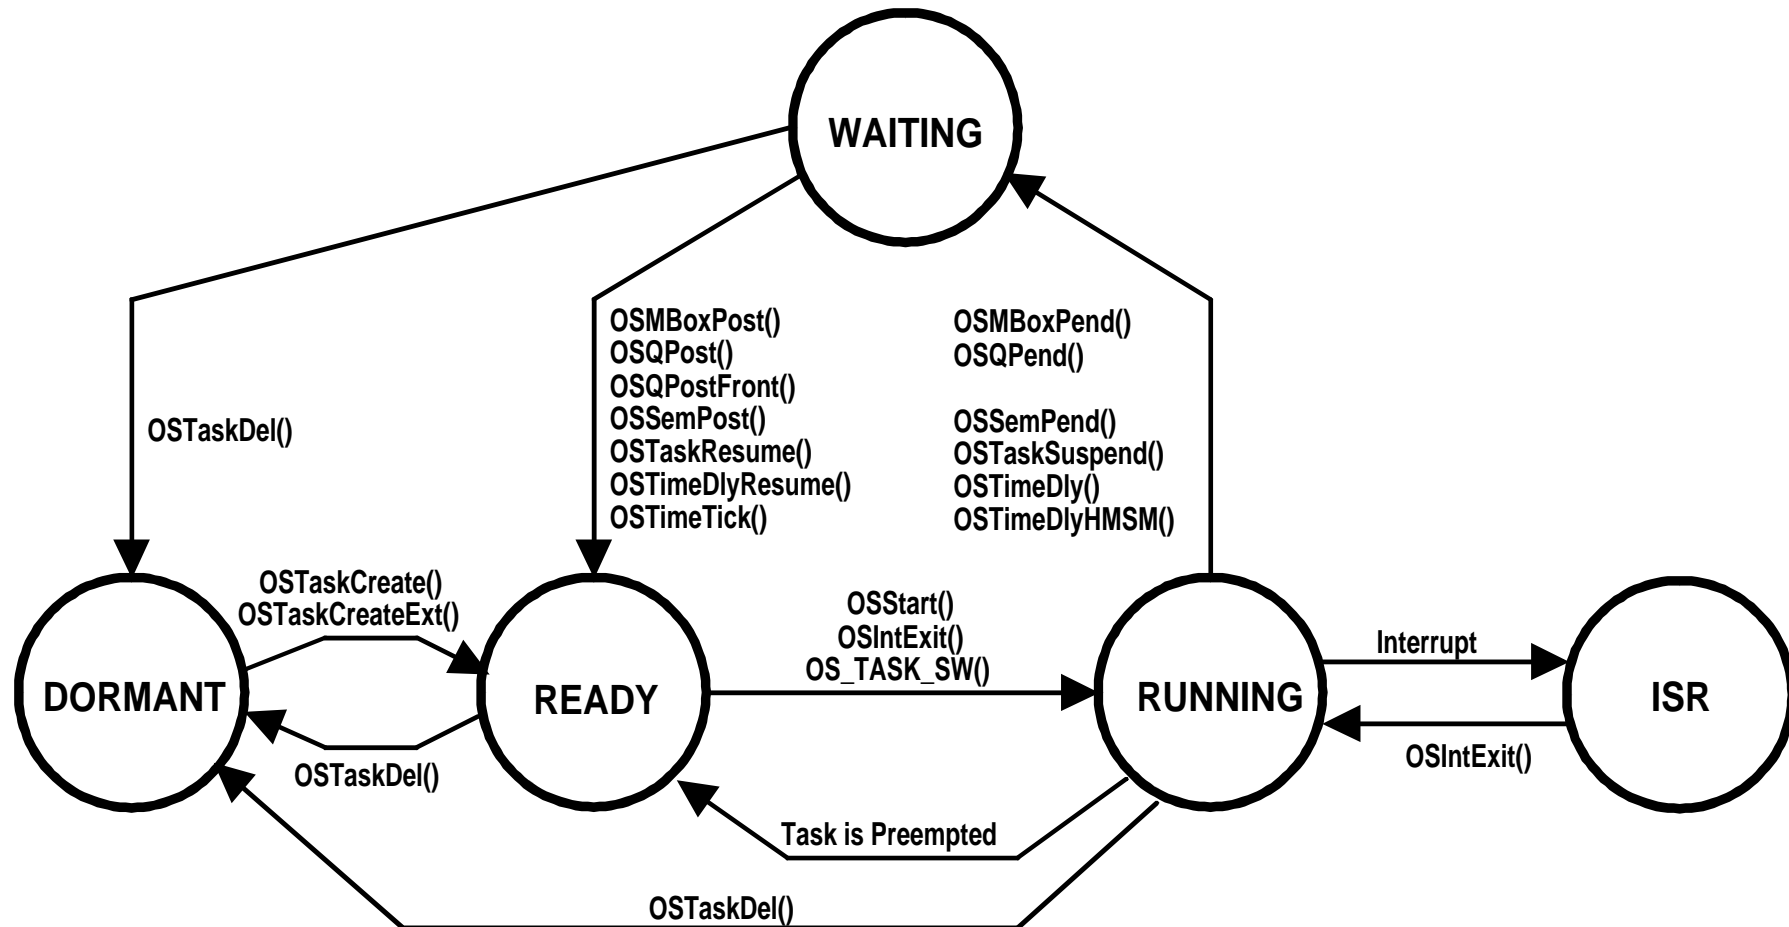 WAITING
OSMBoxPost()
OSQPost()
OSQPostFront()
OSSemPost()
OSTaskResume()
OSTimeDlyResume()
OSTimeTick()
OSMBoxPend()
OSQPend()
OSSemPend()
OSTaskSuspend()
OSTimeDly()
OSTimeDlyHMSM()
OSTaskDel()
OSTaskCreate()
OSTaskCreateExt()
OSStart()
OSIntExit()
OS_TASK_SW()
Interrupt
DORMANT
READY
RUNNING
ISR
OSTaskDel()
OSIntExit()
Task is Preempted
OSTaskDel()